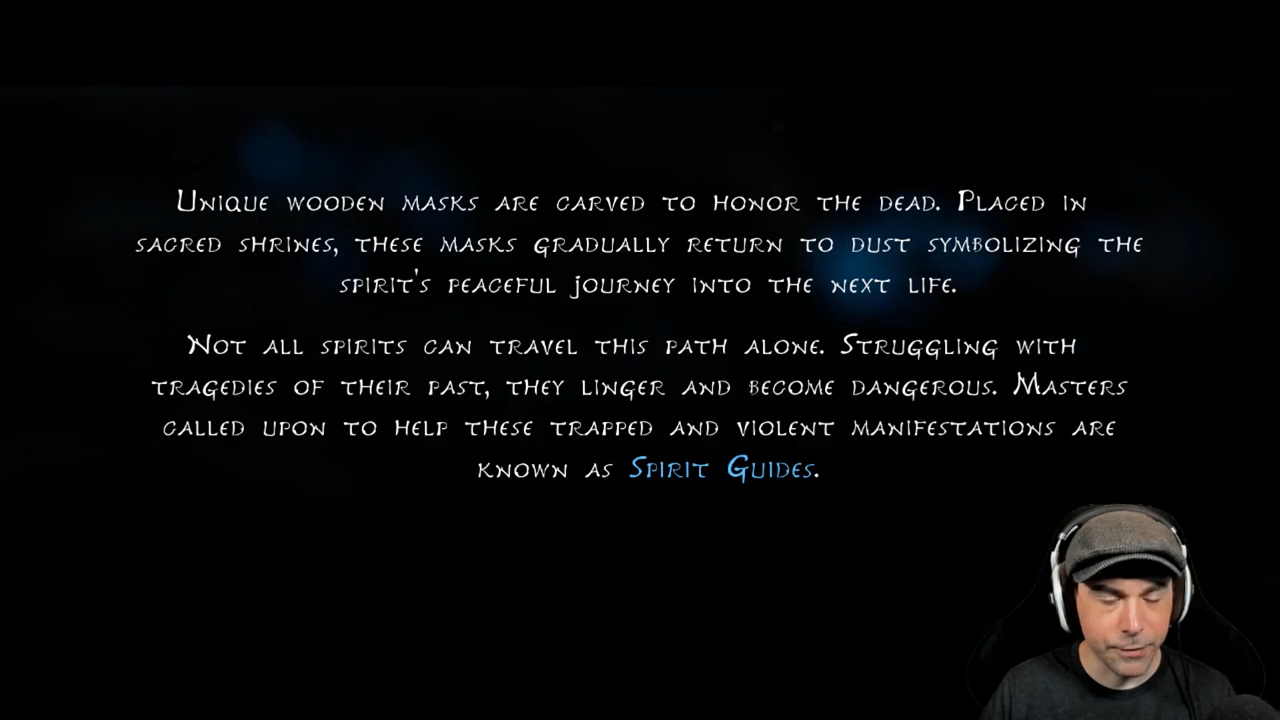 Unique wooden masks are carved to honor the dead. Placed in
sacred shrines, these masks gradually return to dust symbolizing the
spirit's peaceful journey into the next life.
Not all spirits can travel this path alone. Struggling with
tragedies of their past, they linger and become dangerous. Masters
called upon to help these trapped and violent manifestations are
known as Spirit Guides.